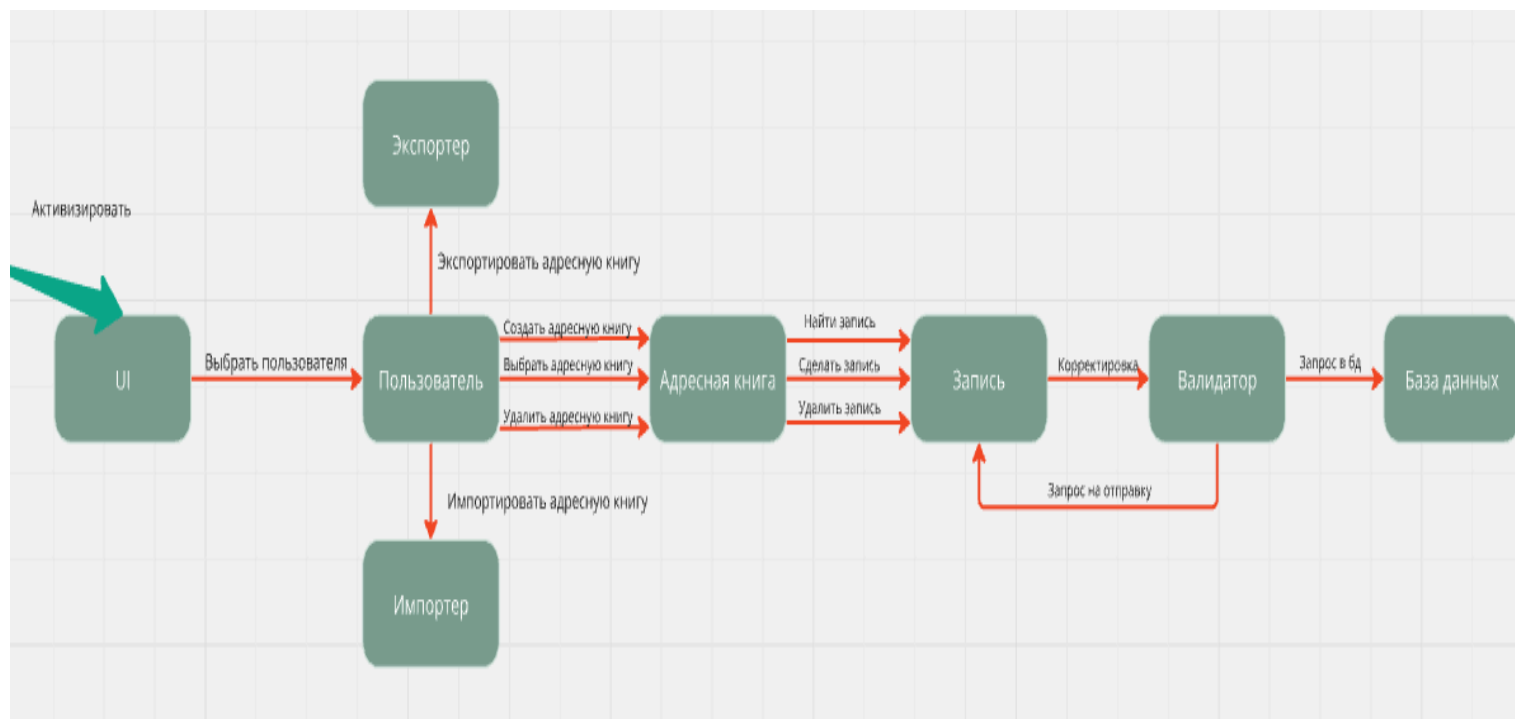 Экспортер
Активизировать
Экспортировать адресную книгу
UI
Выбрать пользователя
Пользователь
Создать адресную книгу
Выбрать адресную книгу
Удалить адресную книгу
Адресная книга
Найти запись
Сделать запись
Удалить запись
Запись
Корректировка
Валидатор
Запрос в бд
База данных
Запрос на отправку
Импортировать адресную книгу
Импортер